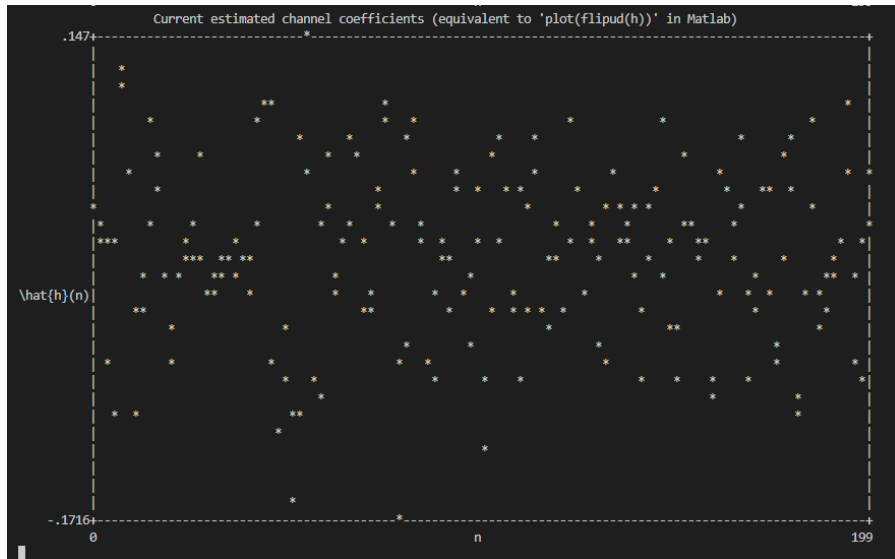 Current estimated channel coefficients (equivalent to 'plot(flipud(h))' in Matlab)
.147
\hat{h}(n)
-.1716
0 n 199